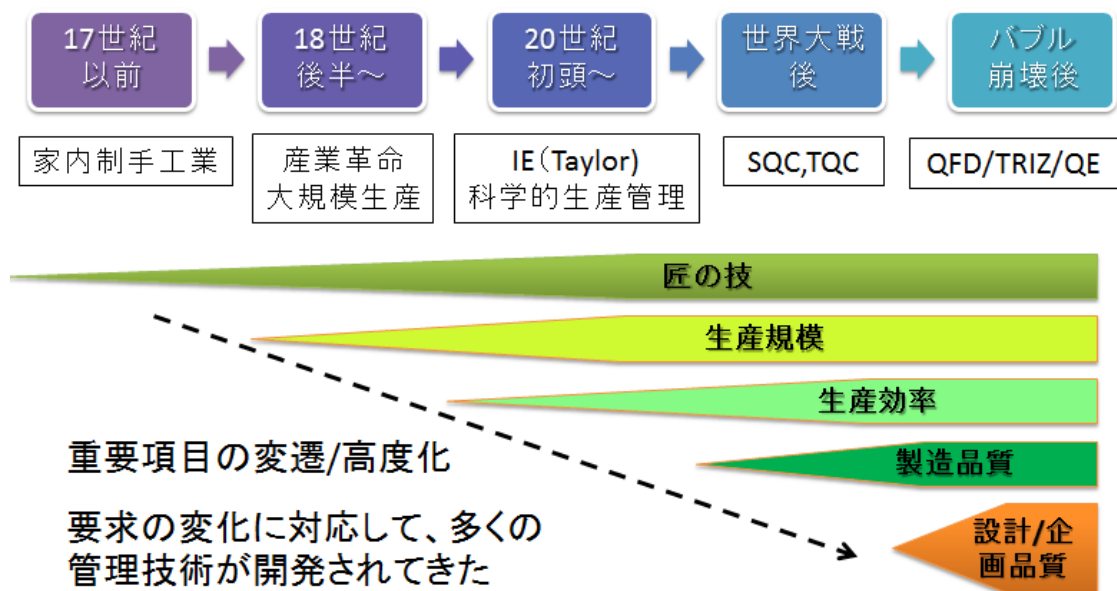 17世紀
以前
18世紀
後半～
20世紀
初頭～
世界大戦
後
バブル
崩壊後
家内制手工業
産業革命
大規模生産
IE（Taylor)
科学的生産管理
SQC,TQC
QFD/TRIZ/QE
匠の技
生産規模
生産効率
製造品質
設計/企
画品質
重要項目の変遷/高度化
要求の変化に対応して、多くの
管理技術が開発されてきた